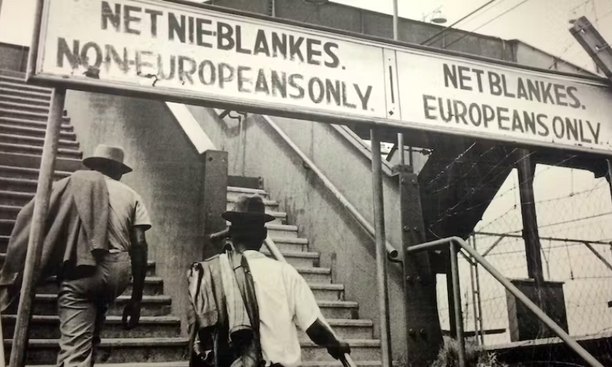 NET NIE-BLANKES.
NON-EUROPEANS ONLY.
NET BLANKES.
EUROPEANS ONLY.